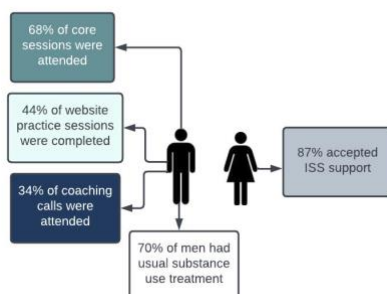 68% of core
sessions were
attended
44% of website
practice sessions
were completed
34% of coaching
calls were
attended
87% accepted
ISS support
70% of men had
usual substance
use treatment